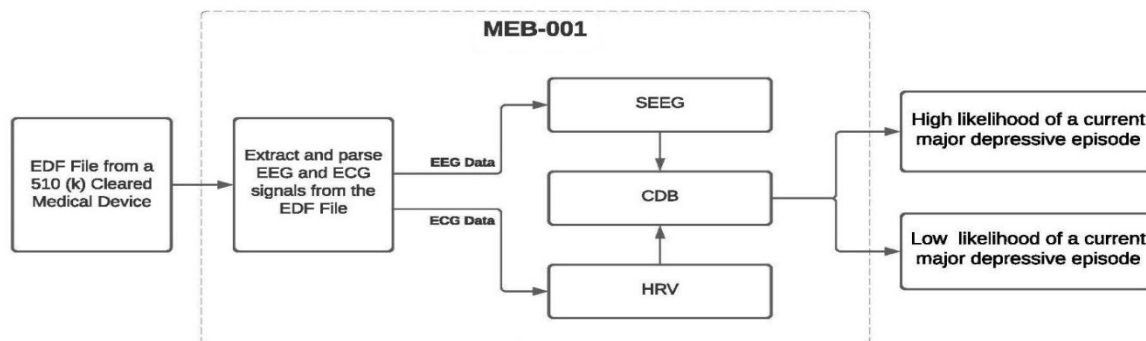 MEB-001
EDF File from a
510 (k) Cleared
Medical Device
Extract and parse
EEG and ECG
signals from the
EDF File
EEG Data
ECG Data
SEEG
CDB
HRV
High likelihood of a current
major depressive episode
Low likelihood of a current
major depressive episode